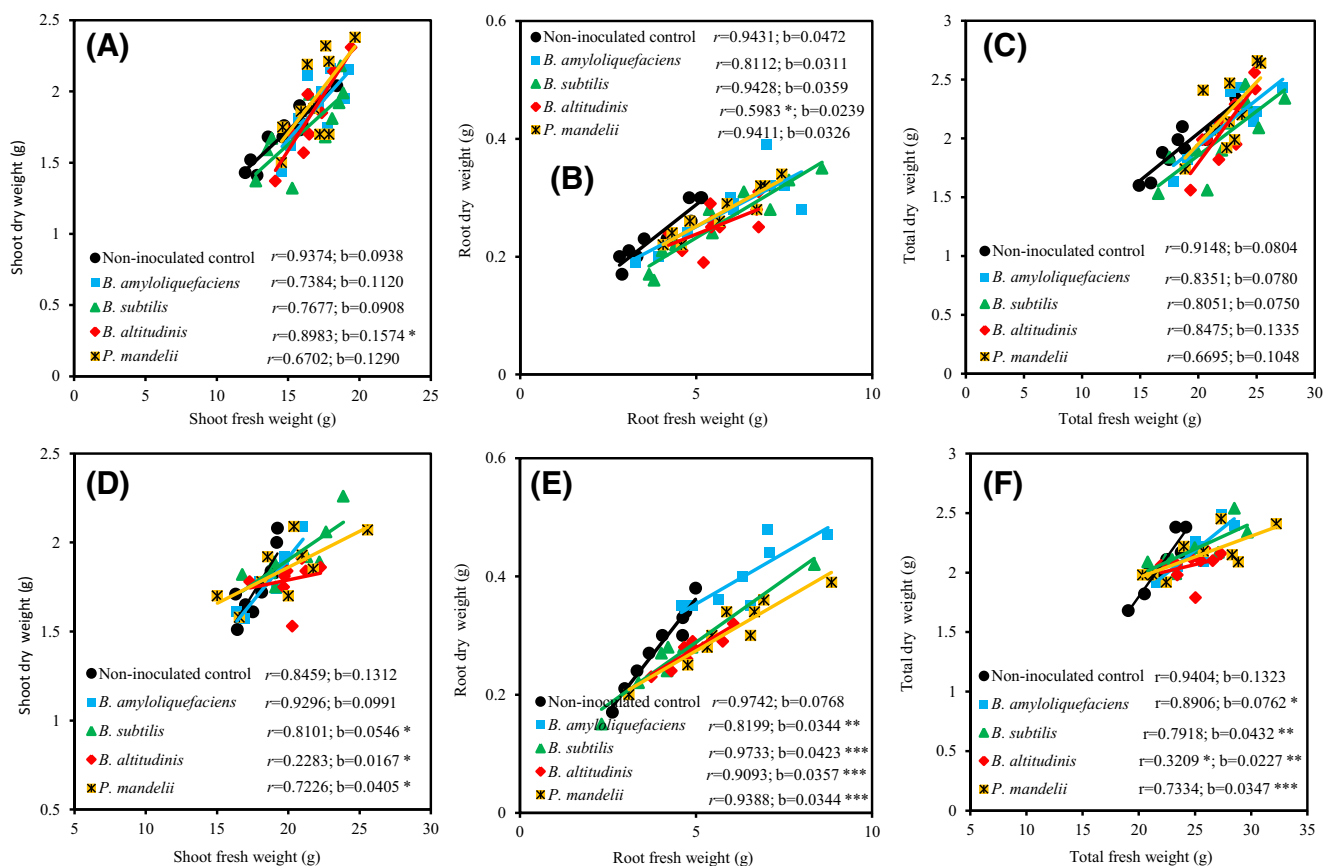 (A)
Shoot dry weight (g)
2.5
2
1.5
1
0.5
0
Non-inoculated control r=0.9374; b=0.0938
B. amyloliquefaciens r=0.7384; b=0.1120
B. subtilis r=0.7677; b=0.0908
B. altitudinis r=0.8983; b=0.1574 *
P. mandelii r=0.6702; b=0.1290
5 10 15 20 25
Shoot fresh weight (g)
(B)
Root dry weight (g)
0.6
0.4
0.2
0
Non-inoculated control r=0.9431; b=0.0472
B. amyloliquefaciens r=0.8112; b=0.0311
B. subtilis r=0.9428; b=0.0359
B. altitudinis r=0.5983 *; b=0.0239
P. mandelii r=0.9411; b=0.0326
0 5 10
Root fresh weight (g)
(C)
Total dry weight (g)
3
2.5
2
1.5
1
0.5
0
Non-inoculated control r=0.9148; b=0.0804
B. amyloliquefaciens r=0.8351; b=0.0780
B. subtilis r=0.8051; b=0.0750
B. altitudinis r=0.8475; b=0.1335
P. mandelii r=0.6695; b=0.1048
0 5 10 15 20 25 30
Total fresh weight (g)
(D)
Shoot dry weight (g)
2.5
2
1.5
1
0.5
Non-inoculated control r=0.8459; b=0.1312
B. amyloliquefaciens r=0.9296; b=0.0991
B. subtilis r=0.8101; b=0.0546 *
B. altitudinis r=0.2283; b=0.0167 *
P. mandelii r=0.7226; b=0.0405 *
5 10 15 20 25 30
Shoot fresh weight (g)
(E)
Root dry weight (g)
0.6
0.4
0.2
0
Non-inoculated control r=0.9742; b=0.0768
B. amyloliquefaciens r=0.8199; b=0.0344 **
B. subtilis r=0.9733; b=0.0423 ***
B. altitudinis r=0.9093; b=0.0357 ***
P. mandelii r=0.9388; b=0.0344 ***
0 5 10
Root fresh weight (g)
(F)
Total dry weight (g)
3
2.5
2
1.5
1
0.5
0
Non-inoculated control r=0.9404; b=0.1323
B. amyloliquefaciens r=0.8906; b=0.0762 *
B. subtilis r=0.7918; b=0.0432 **
B. altitudinis r=0.3209 *; b=0.0227 **
P. mandelii r=0.7334; b=0.0347 ***
0 5 10 15 20 25 30 35
Total fresh weight (g)